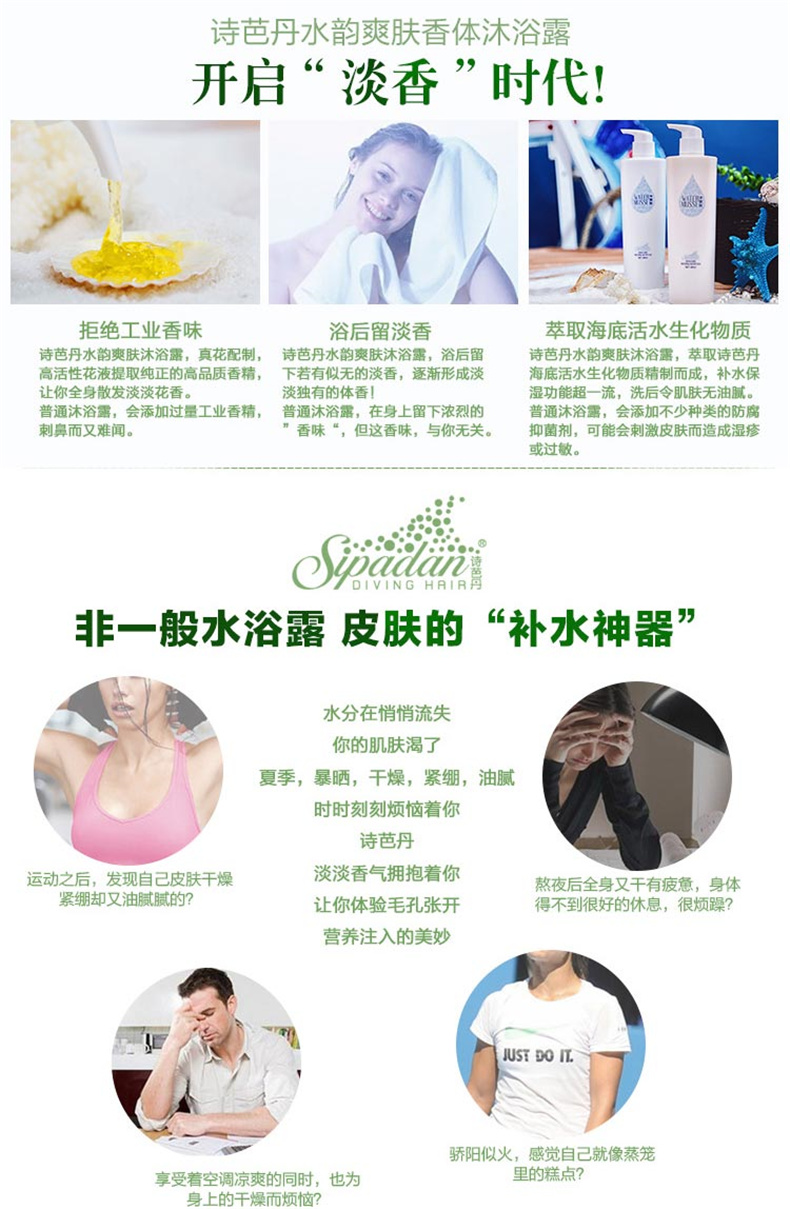 诗芭丹水韵爽肤香体沐浴露
开启“淡香”时代!
WATER
MUSSE
WATER
MUSSE
拒绝工业香味
诗芭丹水韵爽肤沐浴露，真花配制，
高活性花液提取纯正的高品质香精，
让你全身散发淡淡花香。
普通沐浴露，会添加过量工业香精，
刺鼻而又难闻。
浴后留淡香
诗芭丹水韵爽肤沐浴露，浴后留
下若有似无的淡香，逐渐形成淡
淡独有的体香！
普通沐浴露，在身上留下浓烈的
”香味“，但这香味，与你无关。
萃取海底活水生化物质
诗芭丹水韵爽肤沐浴露，萃取诗芭丹
海底活水生化物质精制而成，补水保
湿功能超一流，洗后令肌肤无油腻。
普通沐浴露，会添加不少种类的防腐
抑菌剂，可能会刺激皮肤而造成湿疹
或过敏。
Sipadan®
诗芭丹
DIVING HAIR
非一般水浴露 皮肤的“补水神器”
水分在悄悄流失
你的肌肤渴了
夏季，暴晒，干燥，紧绷，油腻
时时刻刻烦恼着你
诗芭丹
淡淡香气拥抱着你
让你体验毛孔张开
营养注入的美妙
运动之后，发现自己皮肤干燥
紧绷却又油腻腻的?
熬夜后全身又干有疲惫，身体
得不到很好的休息，很烦躁?
JUST DO IT.
享受着空调凉爽的同时，也为
身上的干燥而烦恼?
骄阳似火，感觉自己就像蒸笼
里的糕点?